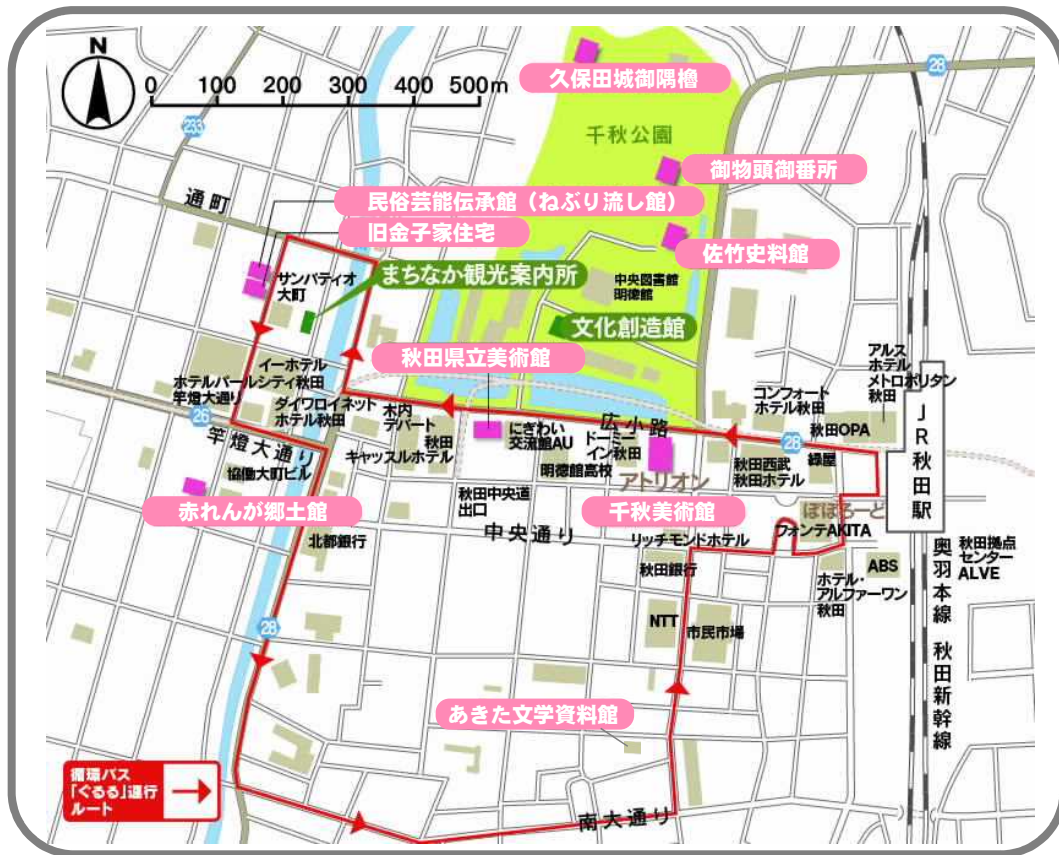 N
0 100 200 300 400 500m
28
久保田城御隅櫓
千秋公園
233
御物頭御番所
通町
民俗芸能伝承館（ねぶり流し館）
旧金子家住宅
佐竹史料館
サンパティオ
大町
まちなか観光案内所
中央図書館
明徳館
文化創造館
秋田県立美術館
アルス
ホテル
メトロポリタン
秋田
イーホテル
秋田
ホテルパールシティ秋田
竿燈大通り
ダイワロイネット
ホテル秋田
木内
デパート
秋田
キャッスルホテル
にぎわい
交流館AU
広小路
ドーミー
イン秋田
明徳館高校
コンフォート
ホテル秋田
秋田OPA
28
緑屋
JR秋田駅
26
竿燈大通り
協働大町ビル
アトリオン
秋田西武
秋田ホテル
赤れんが郷土館
秋田中央道
出口
千秋美術館
ぽぽろーど
フォンテAKITA
北都銀行
中央通り
リッチモンドホテル
秋田銀行
ABS
ホテル・
アルファーワン
秋田
奥羽本線 秋田新幹線
秋田拠点
センター
ALVE
28
NTT
市民市場
あきた文学資料館
循環バス
「ぐるる」運行
ルート
南大通り